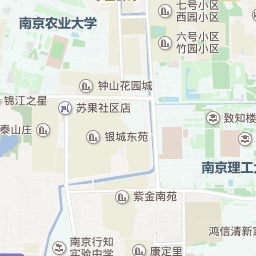 七号小区
西园小区
南京农业大学
六号小区
竹园小区
钟山花园城
锦江之星
苏果社区店
致知楼
泰山庄
银城东苑
南京理工大
紫金南苑
鸿信清新家
南京行知
实验中学
康定里